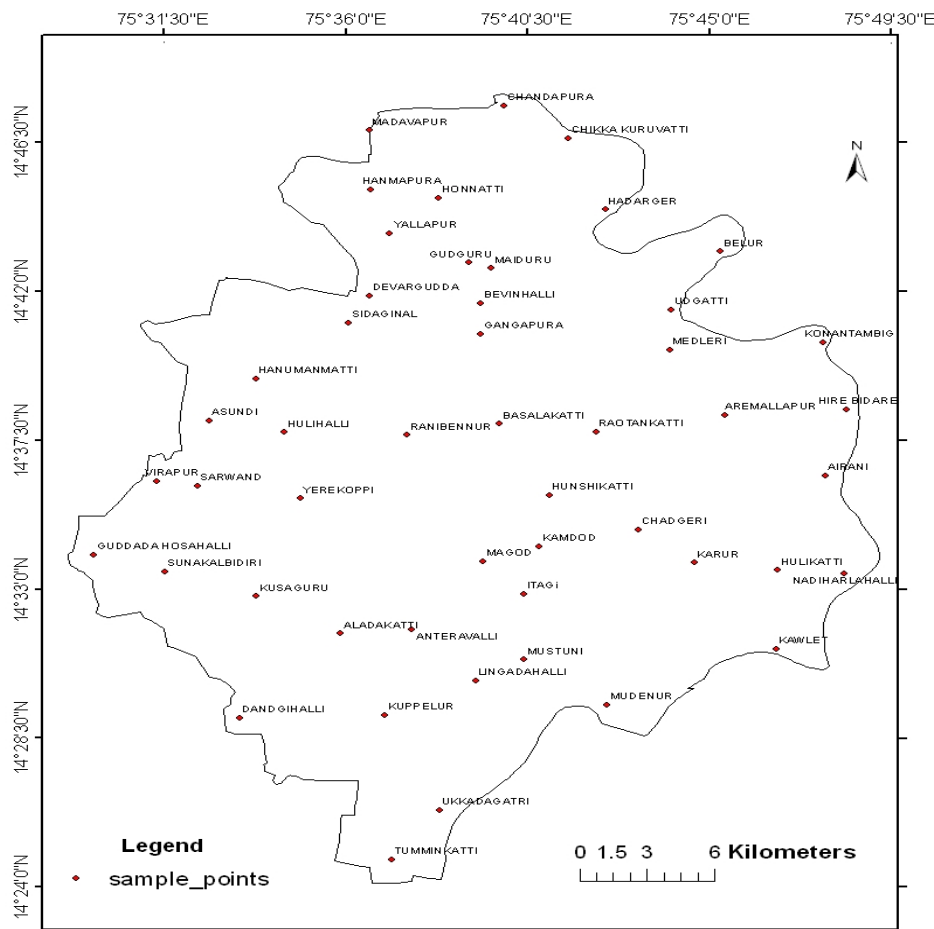 75°31'30"E 75°36'0"E 75°40'30"E 75°45'0"E 75°49'30"E
CHANDAPURA
MADAVAPUR
CHIKKA KURUVATTI
14°46'30"N
N
HANMAPURA
HONNATTI
HADARGER
YALLAPUR
BELUR
GUDGURU
MAIDURU
14°42'0"N
DEVARGUDDA
BEVINHALLI
UDGATTI
SIDAGINAL
GANGAPURA
KONANTAMBIG
MEDLERI
HANUMANMATTI
ASUNDI
HULIHALLI
RANIBENNUR
BASALAKATTI
RAOTANKATTI
AREMALLAPUR
HIRE BIDARE
14°37'30"N
VIRAPUR
SARWAND
AIRANI
YEREKOPPI
HUNSHIKATTI
CHADGERI
GUDDADA HOSAHALLI
KAMDOD
MAGOD
KARUR
SUNAKALBIDIRI
HULIKATTI
NADIHARLAHALLI
14°33'0"N
KUSAGURU
ITAGi
ALADAKATTI
ANTERAVALLI
KAWLET
MUSTUNI
LINGADAHALLI
MUDENUR
DANDGIHALLI
KUPPELUR
14°28'30"N
UKKADAGATRI
TUMMINKATTI
Legend
sample_points
0 1.5 3 6 Kilometers
14°24'0"N